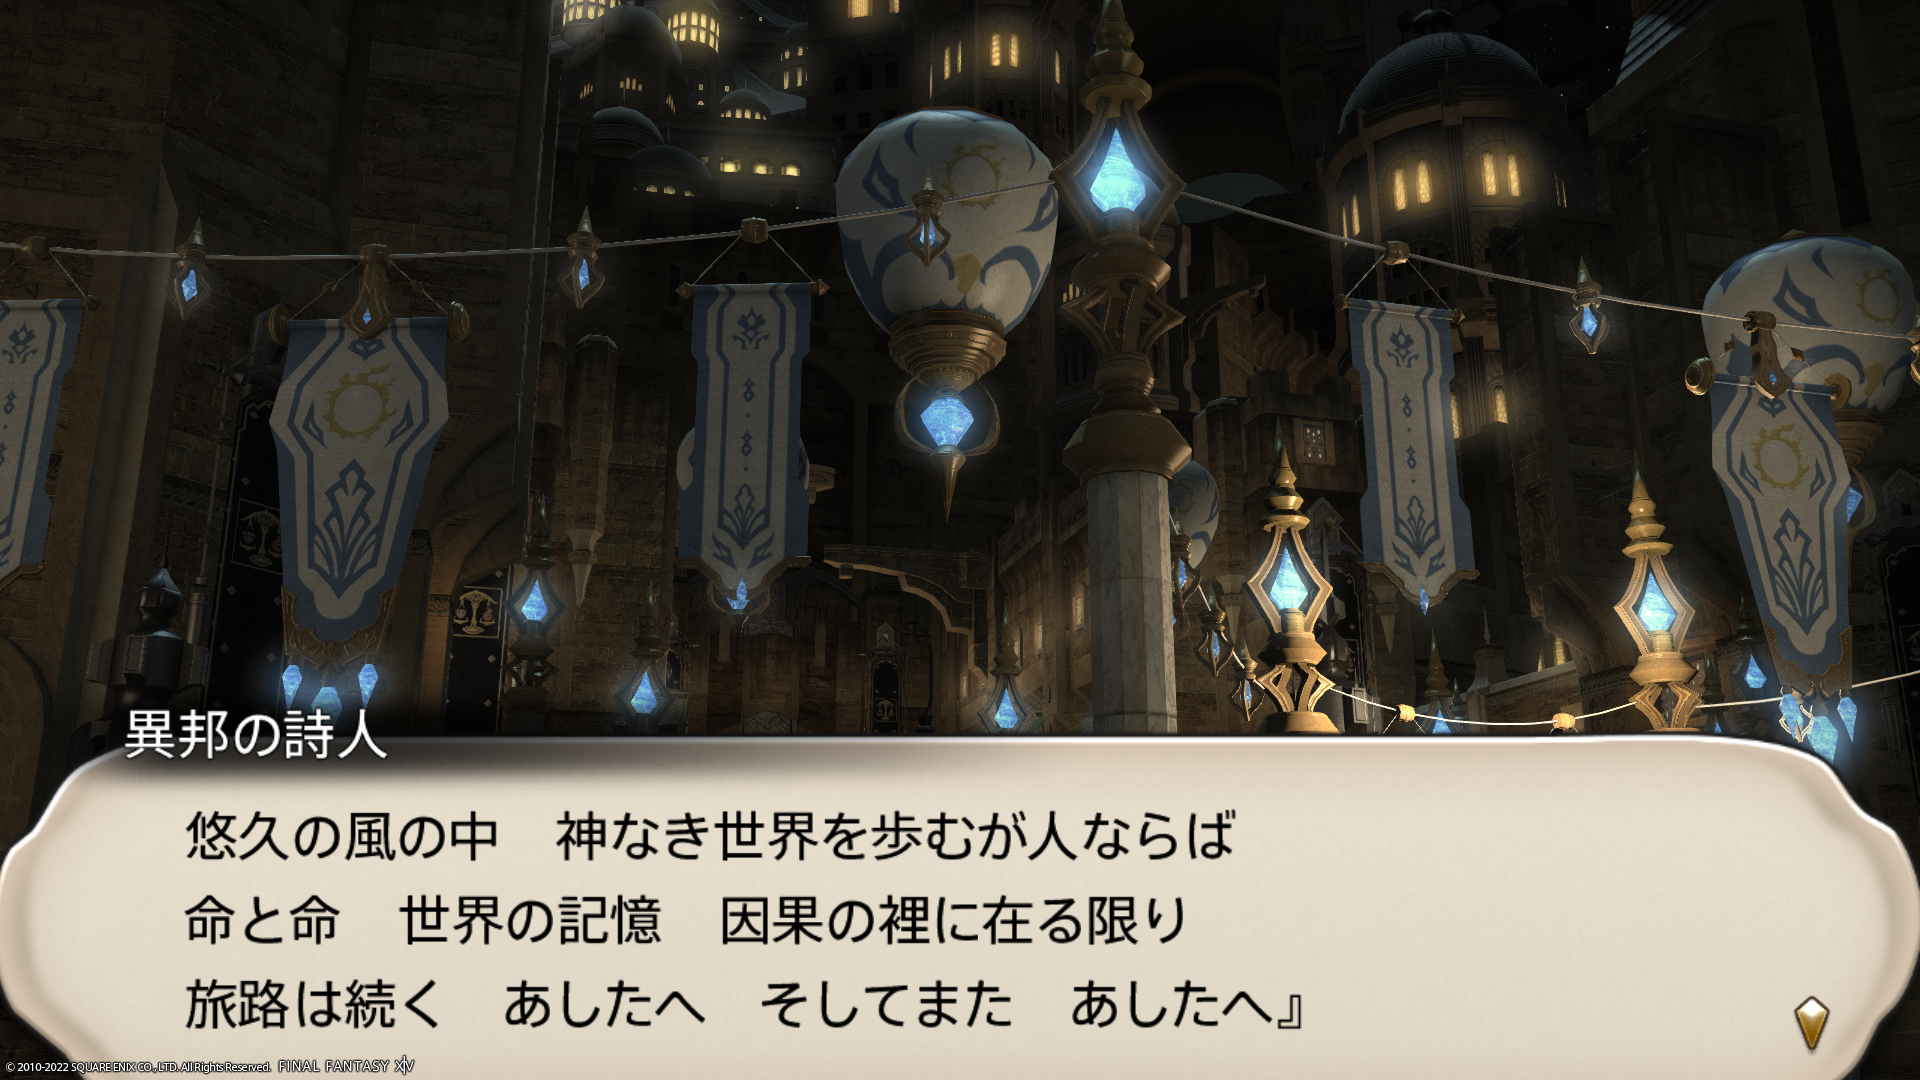 異邦の詩人
悠久の風の中　神なき世界を歩むが人ならば
命と命　世界の記憶　因果の裡に在る限り
旅路は続く　あしたへ　そしてまた　あしたへ』
© 2010-2022 SQUARE ENIX CO., LTD. All Rights Reserved. FINAL FANTASY XIV